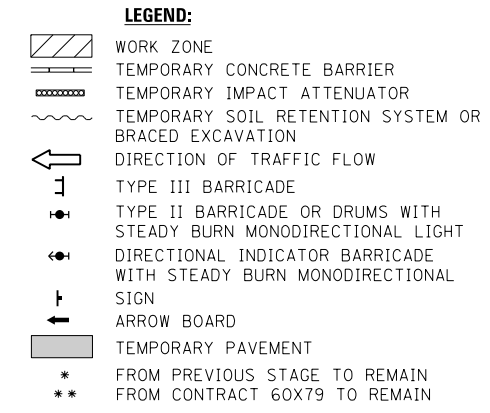 LEGEND:
WORK ZONE
TEMPORARY CONCRETE BARRIER
TEMPORARY IMPACT ATTENUATOR
TEMPORARY SOIL RETENTION SYSTEM OR
BRACED EXCAVATION
DIRECTION OF TRAFFIC FLOW
TYPE III BARRICADE
TYPE II BARRICADE OR DRUMS WITH
STEADY BURN MONODIRECTIONAL LIGHT
DIRECTIONAL INDICATOR BARRICADE
WITH STEADY BURN MONODIRECTIONAL
SIGN
ARROW BOARD
TEMPORARY PAVEMENT
* FROM PREVIOUS STAGE TO REMAIN
** FROM CONTRACT 60X79 TO REMAIN